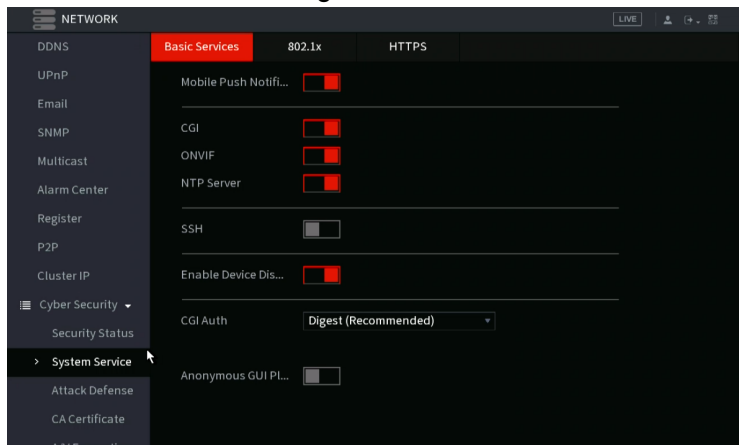 NETWORK
LIVE
DDNS
UPnP
Email
SNMP
Multicast
Alarm Center
Register
P2P
Cluster IP
Cyber Security
Security Status
System Service
Attack Defense
CA Certificate
Basic Services 802.1x HTTPS
Mobile Push Notifi...
CGI
ONVIF
NTP Server
SSH
Enable Device Dis...
CGI Auth Digest (Recommended)
Anonymous GUI Pl...